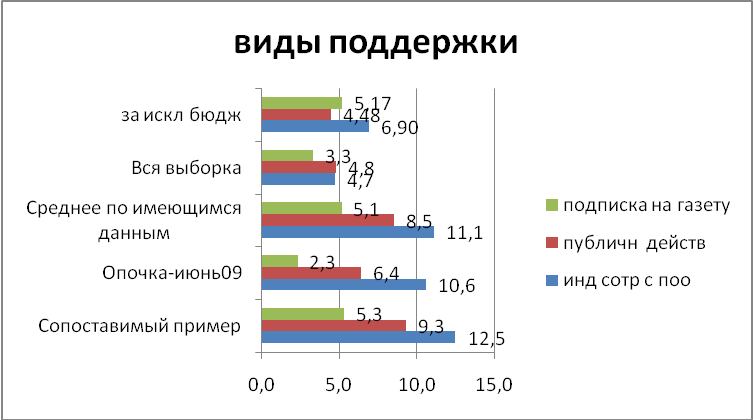 виды поддержки
за искл бюдж
5,17
4,48
6,90
Вся выборка
3,3
4,8
4,7
Среднее по имеющимся
данным
5,1
8,5
11,1
Опочка-июнь09
2,3
6,4
10,6
Сопоставимый пример
5,3
9,3
12,5
0,0 5,0 10,0 15,0
подписка на газету
публичн действ
инд сотр с поо